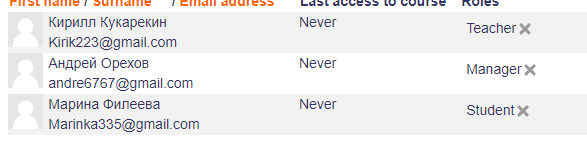 First name / Surname / Email address Last access to course Roles
Кирилл Кукарекин Never Teacher
Kirik223@gmail.com
Андрей Орехов Never Manager
andre6767@gmail.com
Марина Филеева Never Student
Marinka335@gmail.com